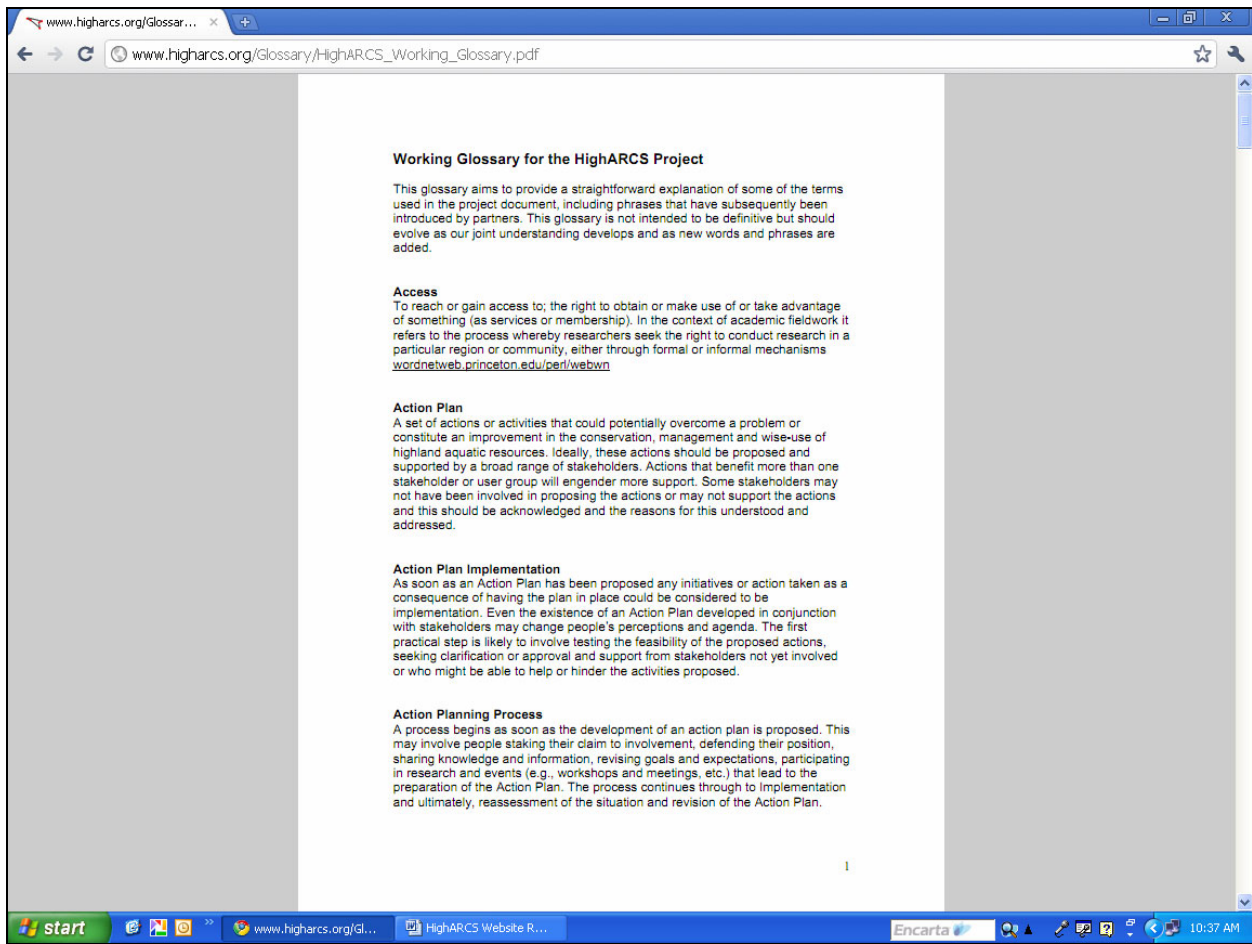 www.higharcs.org/Glossar...
www.higharcs.org/Glossary/HighARCS_Working_Glossary.pdf
Working Glossary for the HighARCS Project
This glossary aims to provide a straightforward explanation of some of the terms
used in the project document, including phrases that have subsequently been
introduced by partners. This glossary is not intended to be definitive but should
evolve as our joint understanding develops and as new words and phrases are
added.
Access
To reach or gain access to; the right to obtain or make use of or take advantage
of something (as services or membership). In the context of academic fieldwork it
refers to the process whereby researchers seek the right to conduct research in a
particular region or community, either through formal or informal mechanisms
wordnetweb.princeton.edu/perl/webwn
Action Plan
A set of actions or activities that could potentially overcome a problem or
constitute an improvement in the conservation, management and wise-use of
highland aquatic resources. Ideally, these actions should be proposed and
supported by a broad range of stakeholders. Actions that benefit more than one
stakeholder or user group will engender more support. Some stakeholders may
not have been involved in proposing the actions or may not support the actions
and this should be acknowledged and the reasons for this understood and
addressed.
Action Plan Implementation
As soon as an Action Plan has been proposed any initiatives or action taken as a
consequence of having the plan in place could be considered to be
implementation. Even the existence of an Action Plan developed in conjunction
with stakeholders may change people's perceptions and agenda. The first
practical step is likely to involve testing the feasibility of the proposed actions,
seeking clarification or approval and support from stakeholders not yet involved
or who might be able to help or hinder the activities proposed.
Action Planning Process
A process begins as soon as the development of an action plan is proposed. This
may involve people staking their claim to involvement, defending their position,
sharing knowledge and information, revising goals and expectations, participating
in research and events (e.g., workshops and meetings, etc.) that lead to the
preparation of the Action Plan. The process continues through to Implementation
and ultimately, reassessment of the situation and revision of the Action Plan.
1
start
www.higharcs.org/Gl...
HighARCS Website R...
Encarta
10:37 AM